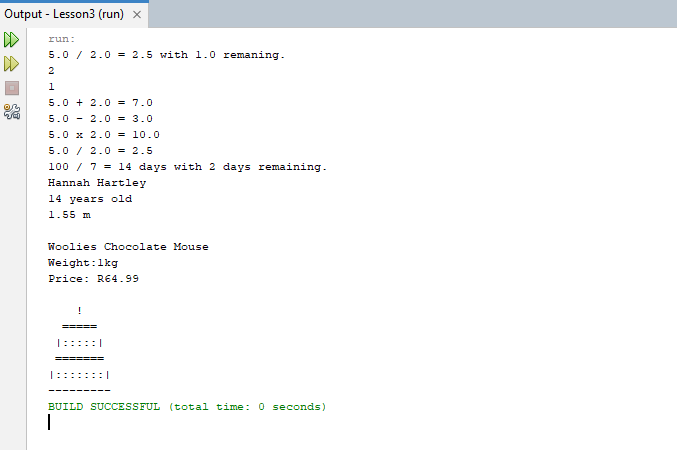 Output - Lesson3 (run)
run:
5.0 / 2.0 = 2.5 with 1.0 remaning.
2
1
5.0 + 2.0 = 7.0
5.0 - 2.0 = 3.0
5.0 x 2.0 = 10.0
5.0 / 2.0 = 2.5
100 / 7 = 14 days with 2 days remaining.
Hannah Hartley
14 years old
1.55 m
Woolies Chocolate Mouse
Weight:1kg
Price: R64.99
    !
  =====
 |:::::|
 =======
|:::::::|
---------
BUILD SUCCESSFUL (total time: 0 seconds)